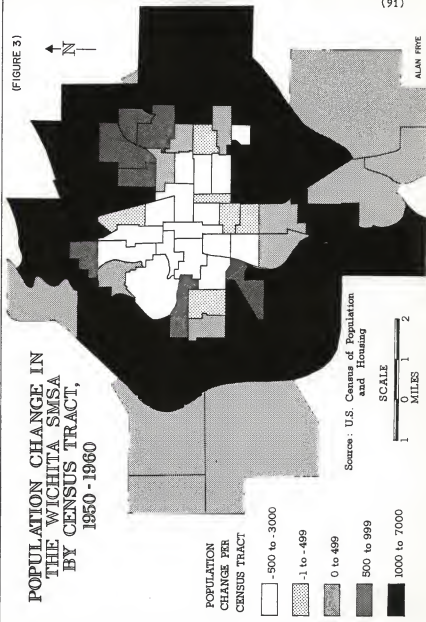 (91)
(FIGURE 3)
N
POPULATION CHANGE IN
THE WICHITA SMSA
BY CENSUS TRACT,
1950-1960
POPULATION
CHANGE PER
CENSUS TRACT
-500 to -3000
-1 to -499
0 to 499
500 to 999
1000 to 7000
Source: U.S. Census of Population
and Housing
SCALE
1 0 1 2
MILES
ALAN FRYE